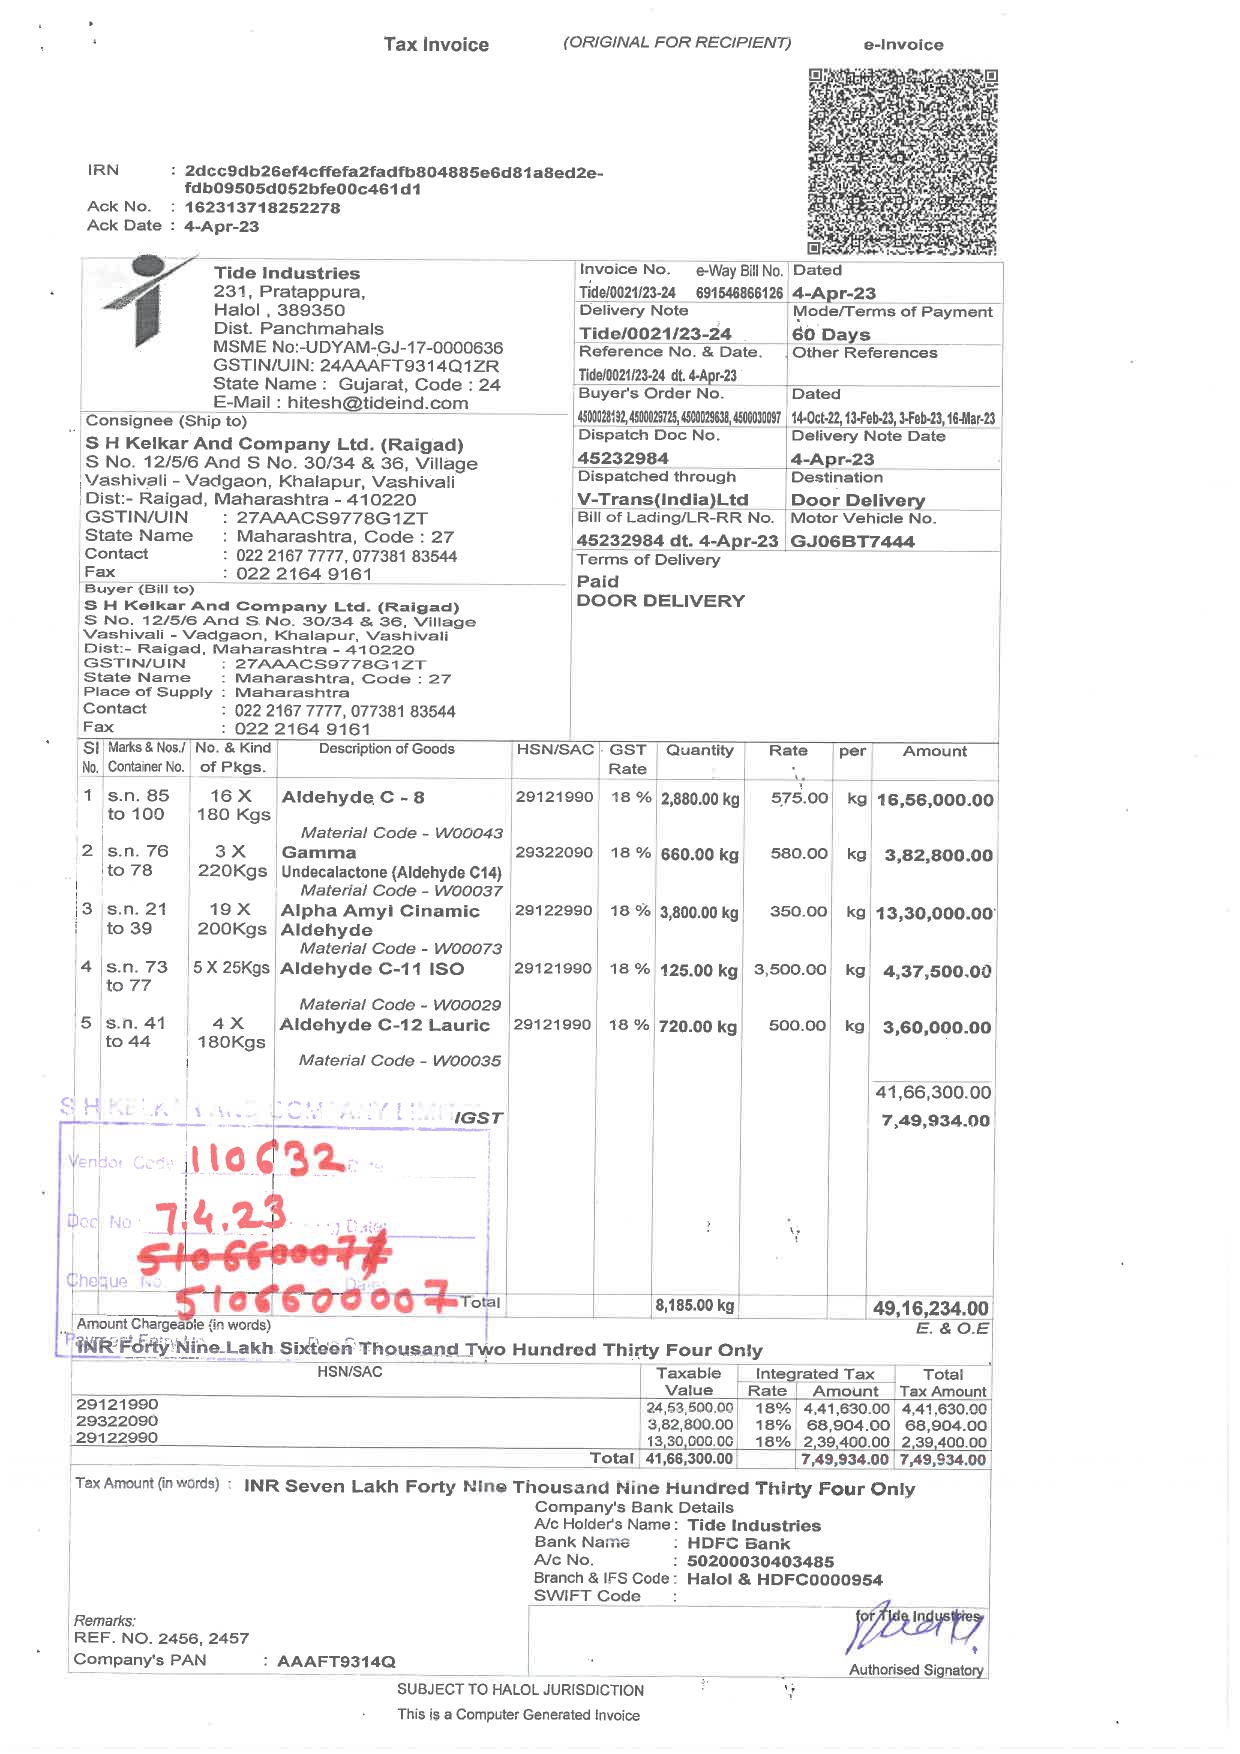 Tax Invoice (ORIGINAL FOR RECIPIENT) e-Invoice
IRN : 2dcc9db26ef4cffefa2fadfb804885e6d81a8ed2e-
fdb09505d052bfe00c461d1
Ack No. : 162313718252278
Ack Date : 4-Apr-23
Tide Industries
231, Pratappura,
Halol , 389350
Dist. Panchmahals
MSME No:-UDYAM-GJ-17-0000636
GSTIN/UIN: 24AAAFT9314Q1ZR
State Name : Gujarat, Code : 24
E-Mail : hitesh@tideind.com
Invoice No. e-Way Bill No. Dated
Tide/0021/23-24 691546866126 4-Apr-23
Delivery Note Mode/Terms of Payment
Tide/0021/23-24 60 Days
Reference No. & Date. Other References
Tide/0021/23-24 dt. 4-Apr-23
Buyer's Order No. Dated
4500028192, 4500029725, 4500029638, 4500030097 14-Oct-22, 13-Feb-23, 3-Feb-23, 16-Mar-23
Dispatch Doc No. Delivery Note Date
45232984 4-Apr-23
Dispatched through Destination
V-Trans(India)Ltd Door Delivery
Bill of Lading/LR-RR No. Motor Vehicle No.
45232984 dt. 4-Apr-23 GJ06BT7444
Terms of Delivery
Paid
DOOR DELIVERY
Consignee (Ship to)
S H Kelkar And Company Ltd. (Raigad)
S No. 12/5/6 And S No. 30/34 & 36, Village
Vashivali - Vadgaon, Khalapur, Vashivali
Dist:- Raigad, Maharashtra - 410220
GSTIN/UIN : 27AAACS9778G1ZT
State Name : Maharashtra, Code : 27
Contact : 022 2167 7777, 077381 83544
Fax : 022 2164 9161
Buyer (Bill to)
S H Kelkar And Company Ltd. (Raigad)
S No. 12/5/6 And S No. 30/34 & 36, Village
Vashivali - Vadgaon, Khalapur, Vashivali
Dist:- Raigad, Maharashtra - 410220
GSTIN/UIN : 27AAACS9778G1ZT
State Name : Maharashtra, Code : 27
Place of Supply : Maharashtra
Contact : 022 2167 7777, 077381 83544
Fax : 022 2164 9161
Sl Marks & Nos./ No. & Kind Description of Goods HSN/SAC GST Quantity Rate per Amount
No. Container No. of Pkgs. Rate
1 s.n. 85 16 X Aldehyde C - 8 29121990 18 % 2,880.00 kg 575.00 kg 16,56,000.00
to 100 180 Kgs
Material Code - W00043
2 s.n. 76 3 X Gamma 29322090 18 % 660.00 kg 580.00 kg 3,82,800.00
to 78 220Kgs Undecalactone (Aldehyde C14)
Material Code - W00037
3 s.n. 21 19 X Alpha Amyl Cinamic 29122990 18 % 3,800.00 kg 350.00 kg 13,30,000.00
to 39 200Kgs Aldehyde
Material Code - W00073
4 s.n. 73 5 X 25Kgs Aldehyde C-11 ISO 29121990 18 % 125.00 kg 3,500.00 kg 4,37,500.00
to 77
Material Code - W00029
5 s.n. 41 4 X Aldehyde C-12 Lauric 29121990 18 % 720.00 kg 500.00 kg 3,60,000.00
to 44 180Kgs
Material Code - W00035
41,66,300.00
S H KELKAR AND COMPANY LIMITED
IGST 7,49,934.00
Vendor Code 110632 Date
7.4.23
Doc No Date
Cheque No. Date
5106600007
Total 8,185.00 kg 49,16,234.00
Amount Chargeable (in words) E. & O.E
INR Forty Nine Lakh Sixteen Thousand Two Hundred Thirty Four Only
HSN/SAC Taxable Integrated Tax Total
Value Rate Amount Tax Amount
29121990 24,53,500.00 18% 4,41,630.00 4,41,630.00
29322090 3,82,800.00 18% 68,904.00 68,904.00
29122990 13,30,000.00 18% 2,39,400.00 2,39,400.00
Total 41,66,300.00 7,49,934.00 7,49,934.00
Tax Amount (in words) : INR Seven Lakh Forty Nine Thousand Nine Hundred Thirty Four Only
Company's Bank Details
A/c Holder's Name : Tide Industries
Bank Name : HDFC Bank
A/c No. : 50200030403485
Branch & IFS Code : Halol & HDFC0000954
SWIFT Code :
for Tide Industries
Remarks:
REF. NO. 2456, 2457
Company's PAN : AAAFT9314Q
Authorised Signatory
SUBJECT TO HALOL JURISDICTION
This is a Computer Generated Invoice